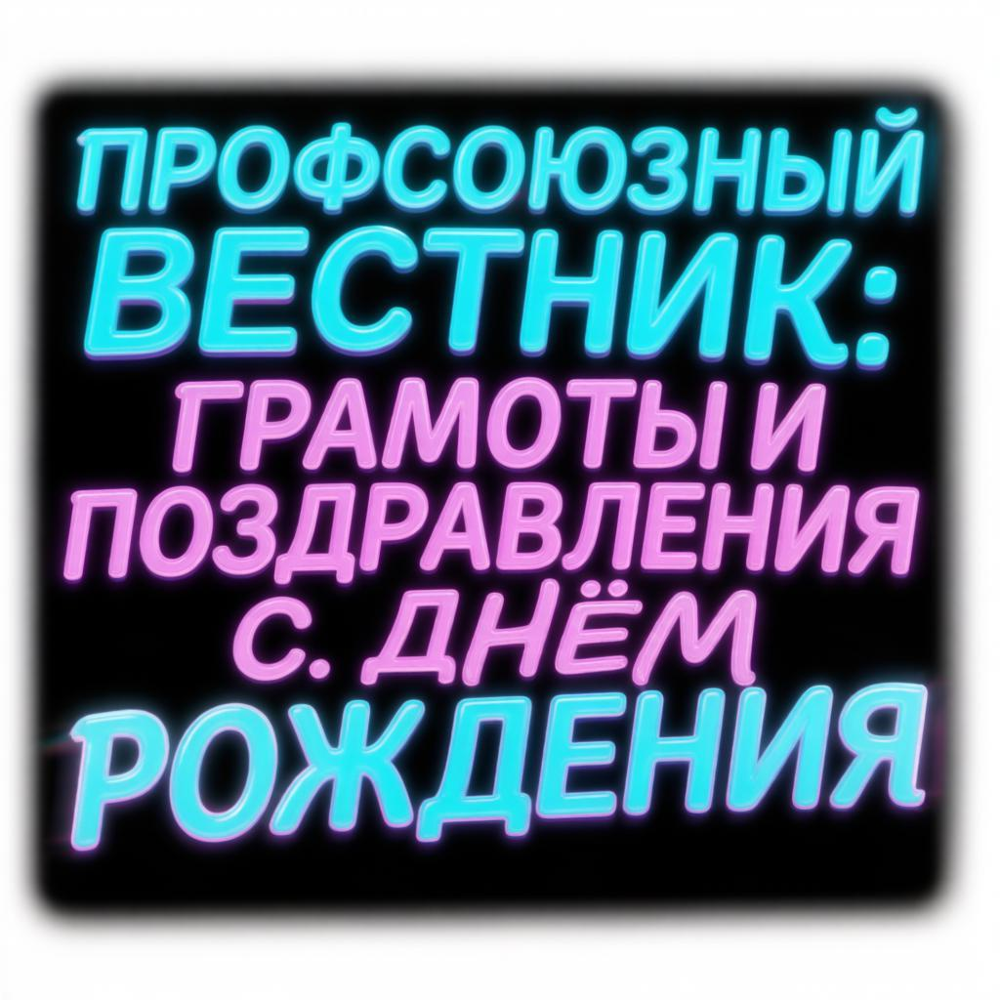 ПРОФСОЮЗНЫЙ
ВЕСТНИК:
ГРАМОТЫ И
ПОЗДРАВЛЕНИЯ
С. ДНЁМ
РОЖДЕНИЯ